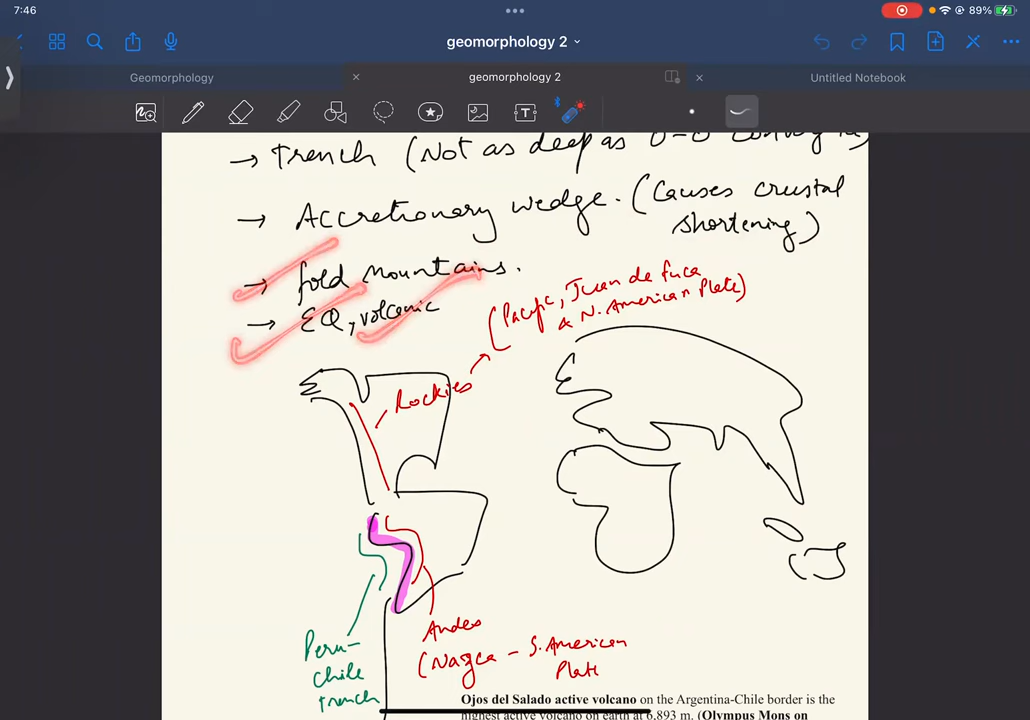 7:46
89%
geomorphology 2
Geomorphology
geomorphology 2
Untitled Notebook
→ Trench (Not as deep as O-O
→ Accretionary wedge. (Causes crustal
shortening)
→ fold mountains.
→ EQ, volcanic
(Pacific, Juan de fuca
& N. American Plate)
Rockies
Peru-
Chile
trench
Andes
(Nazca - S. American
Plate
Ojos del Salado active volcano on the Argentina-Chile border is the
highest active volcano on earth at 6,893 m. (Olympus Mons on